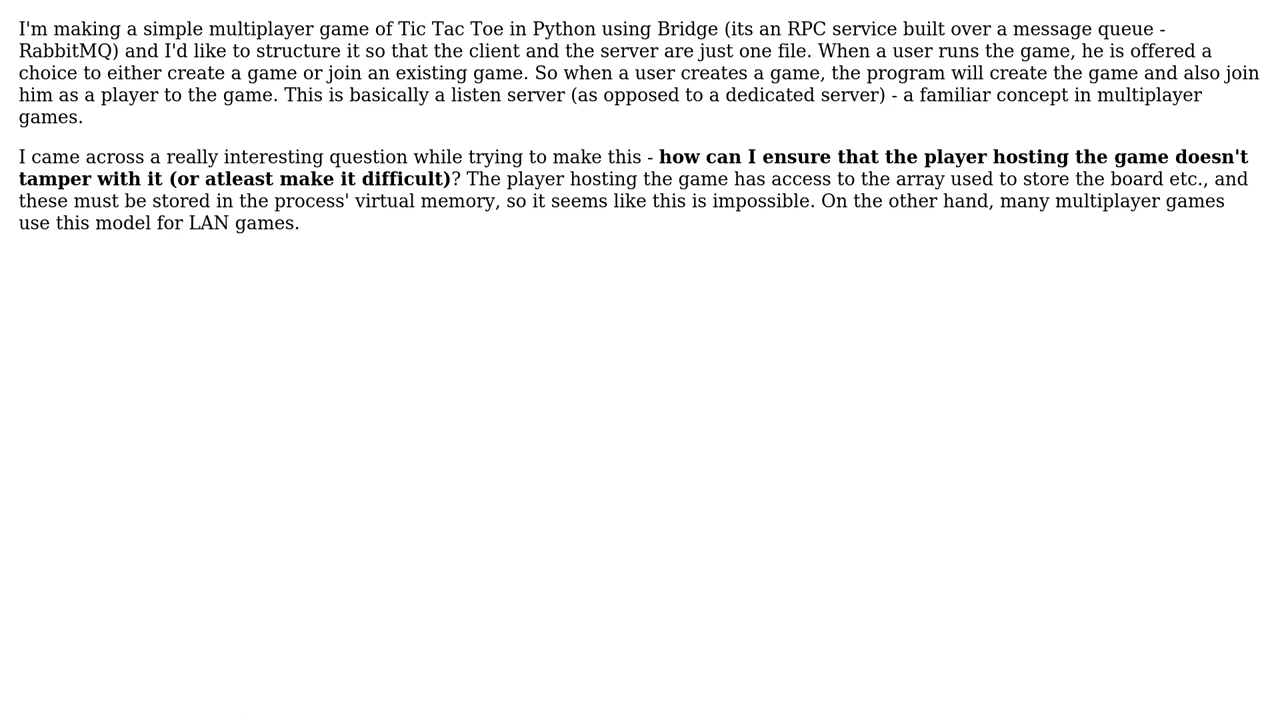 I'm making a simple multiplayer game of Tic Tac Toe in Python using Bridge (its an RPC service built over a message queue -
RabbitMQ) and I'd like to structure it so that the client and the server are just one file. When a user runs the game, he is offered a
choice to either create a game or join an existing game. So when a user creates a game, the program will create the game and also join
him as a player to the game. This is basically a listen server (as opposed to a dedicated server) - a familiar concept in multiplayer
games.
I came across a really interesting question while trying to make this - how can I ensure that the player hosting the game doesn't
tamper with it (or atleast make it difficult)? The player hosting the game has access to the array used to store the board etc., and
these must be stored in the process' virtual memory, so it seems like this is impossible. On the other hand, many multiplayer games
use this model for LAN games.